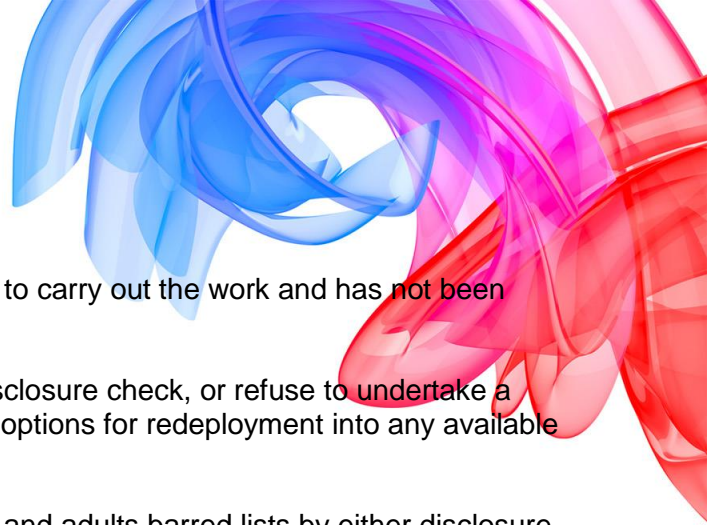 to carry out the work and has not been
sclosure check, or refuse to undertake a
options for redeployment into any available
and adults barred lists by either disclosure